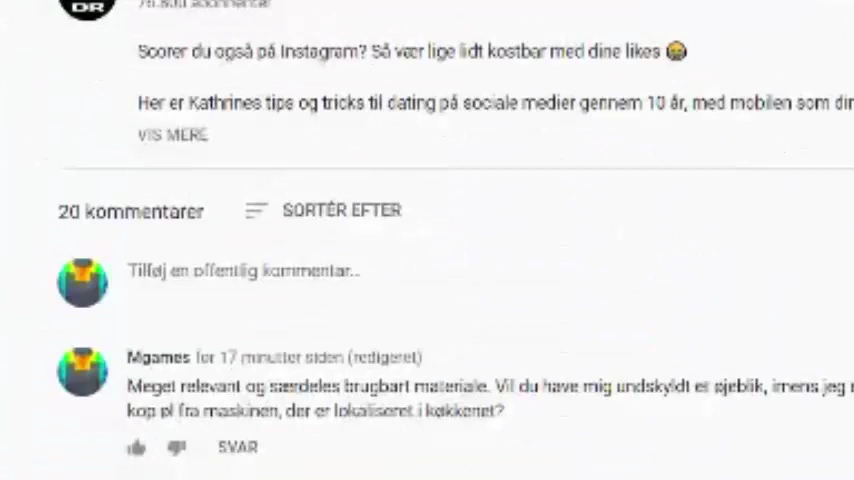 DR
75.800 abonnenter
Scorer du også på Instagram? Så vær lige lidt kostbar med dine likes 😂
Her er Kathrines tips og tricks til dating på sociale medier gennem 10 år, med mobilen som din
VIS MERE
20 kommentarer SORTÉR EFTER
Tilføj en offentlig kommentar...
Mgames for 17 minutter siden (redigeret)
Meget relevant og særdeles brugbart materiale. Vil du have mig undskyldt et øjeblik, imens jeg
kop øl fra maskinen, der er lokaliseret i køkkenet?
SVAR